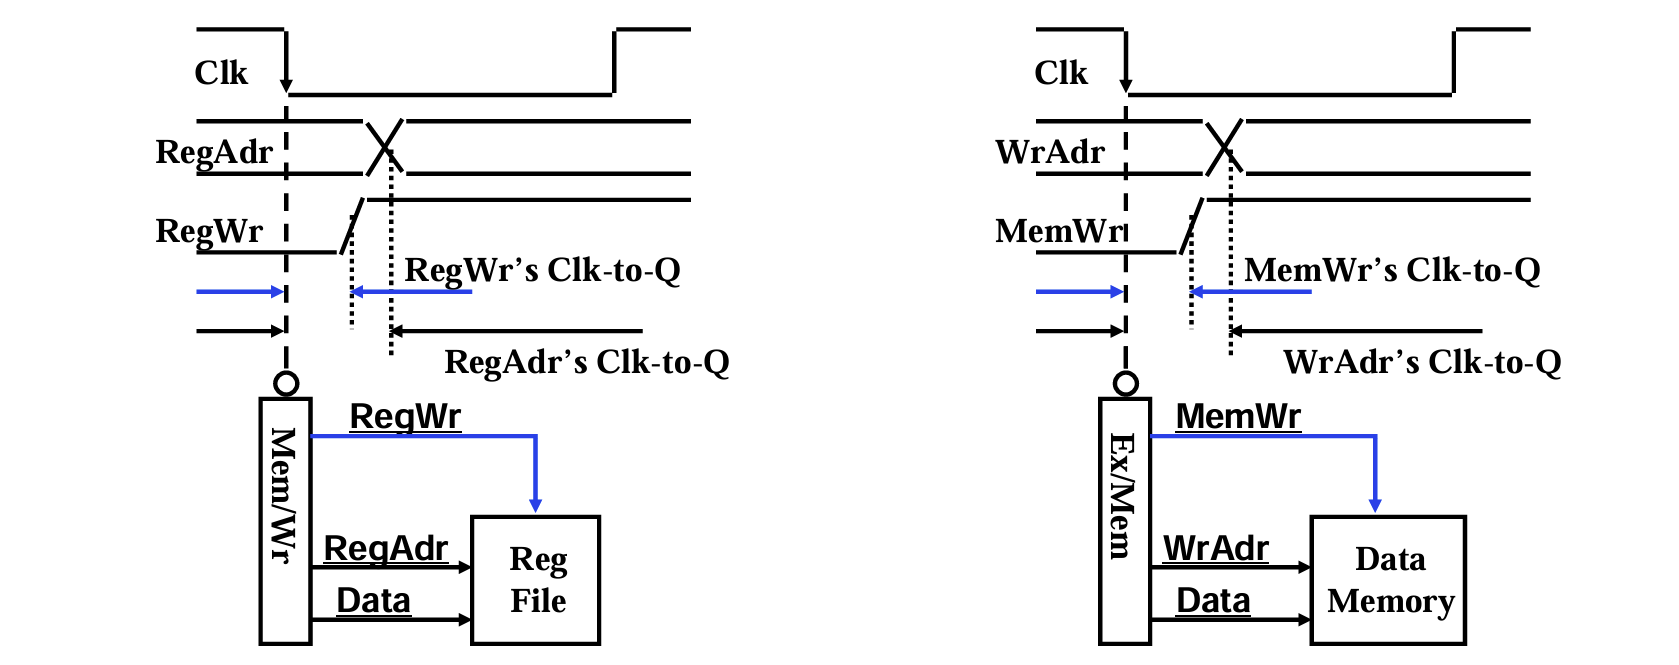 Clk
RegAdr
RegWr
RegWr's Clk-to-Q
RegAdr's Clk-to-Q
Mem/Wr
RegWr
RegAdr
Data
Reg
File
Clk
WrAdr
MemWr
MemWr's Clk-to-Q
WrAdr's Clk-to-Q
Ex/Mem
MemWr
WrAdr
Data
Data
Memory